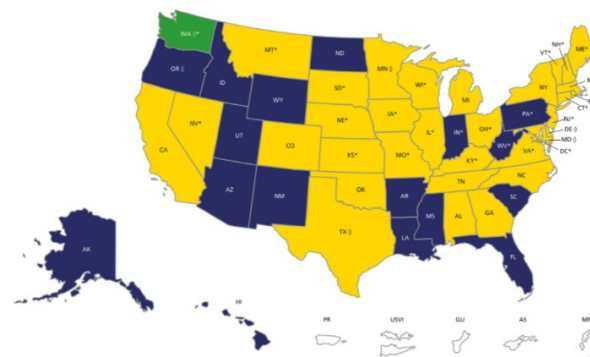 WA ()*
MT*
ND
MN ()
OR ()
ID
WY
SD*
WI*
MI
NY
VT*
NH*
ME*
CT*
NJ*
DE ()
MD ()
DC*
PA*
NV*
UT
CO
NE*
IA*
IL*
IN*
OH*
WV*
VA*
CA
KS*
MO*
KY*
NC
TN
AZ
NM
OK
AR
SC
MS
AL
GA
TX ()
LA
FL
AK
HI
PR
USVI
GU
AS